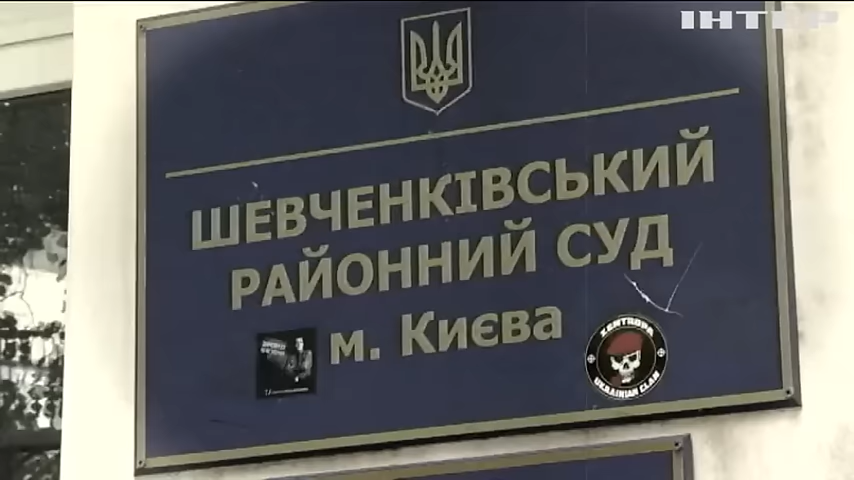 ІНТЕР
ШЕВЧЕНКІВСЬКИЙ
РАЙОННИЙ СУД
м. Києва
ZENTROPA
UKRAINIAN CLAN